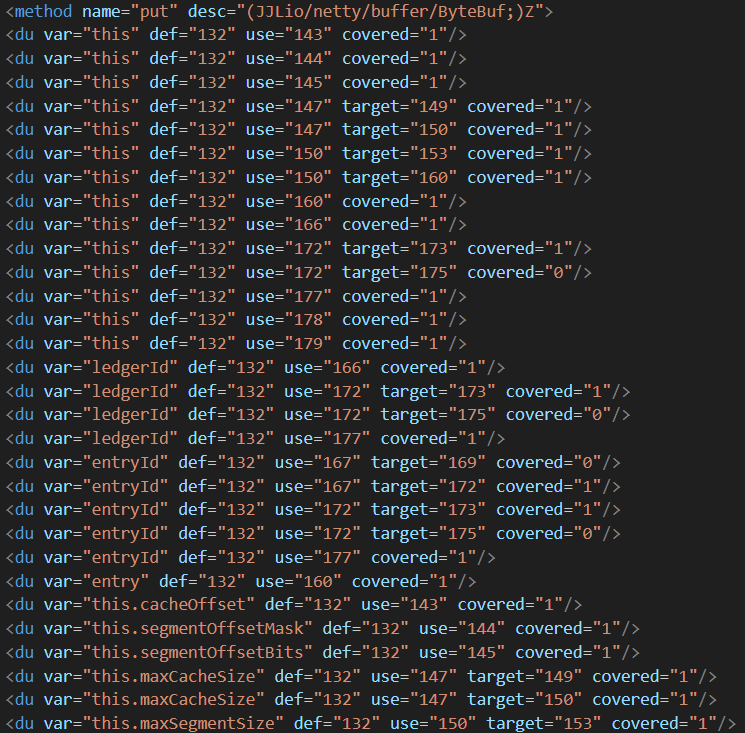 <method name="put" desc="(JJLio/netty/buffer/ByteBuf;)Z">
<du var="this" def="132" use="143" covered="1"/>
<du var="this" def="132" use="144" covered="1"/>
<du var="this" def="132" use="145" covered="1"/>
<du var="this" def="132" use="147" target="149" covered="1"/>
<du var="this" def="132" use="147" target="150" covered="1"/>
<du var="this" def="132" use="150" target="153" covered="1"/>
<du var="this" def="132" use="150" target="160" covered="1"/>
<du var="this" def="132" use="160" covered="1"/>
<du var="this" def="132" use="166" covered="1"/>
<du var="this" def="132" use="172" target="173" covered="1"/>
<du var="this" def="132" use="172" target="175" covered="0"/>
<du var="this" def="132" use="177" covered="1"/>
<du var="this" def="132" use="178" covered="1"/>
<du var="this" def="132" use="179" covered="1"/>
<du var="ledgerId" def="132" use="166" covered="1"/>
<du var="ledgerId" def="132" use="172" target="173" covered="1"/>
<du var="ledgerId" def="132" use="172" target="175" covered="0"/>
<du var="ledgerId" def="132" use="177" covered="1"/>
<du var="entryId" def="132" use="167" target="169" covered="0"/>
<du var="entryId" def="132" use="167" target="172" covered="1"/>
<du var="entryId" def="132" use="172" target="173" covered="1"/>
<du var="entryId" def="132" use="172" target="175" covered="0"/>
<du var="entryId" def="132" use="177" covered="1"/>
<du var="entry" def="132" use="160" covered="1"/>
<du var="this.cacheOffset" def="132" use="143" covered="1"/>
<du var="this.segmentOffsetMask" def="132" use="144" covered="1"/>
<du var="this.segmentOffsetBits" def="132" use="145" covered="1"/>
<du var="this.maxCacheSize" def="132" use="147" target="149" covered="1"/>
<du var="this.maxCacheSize" def="132" use="147" target="150" covered="1"/>
<du var="this.maxSegmentSize" def="132" use="150" target="153" covered="1"/>